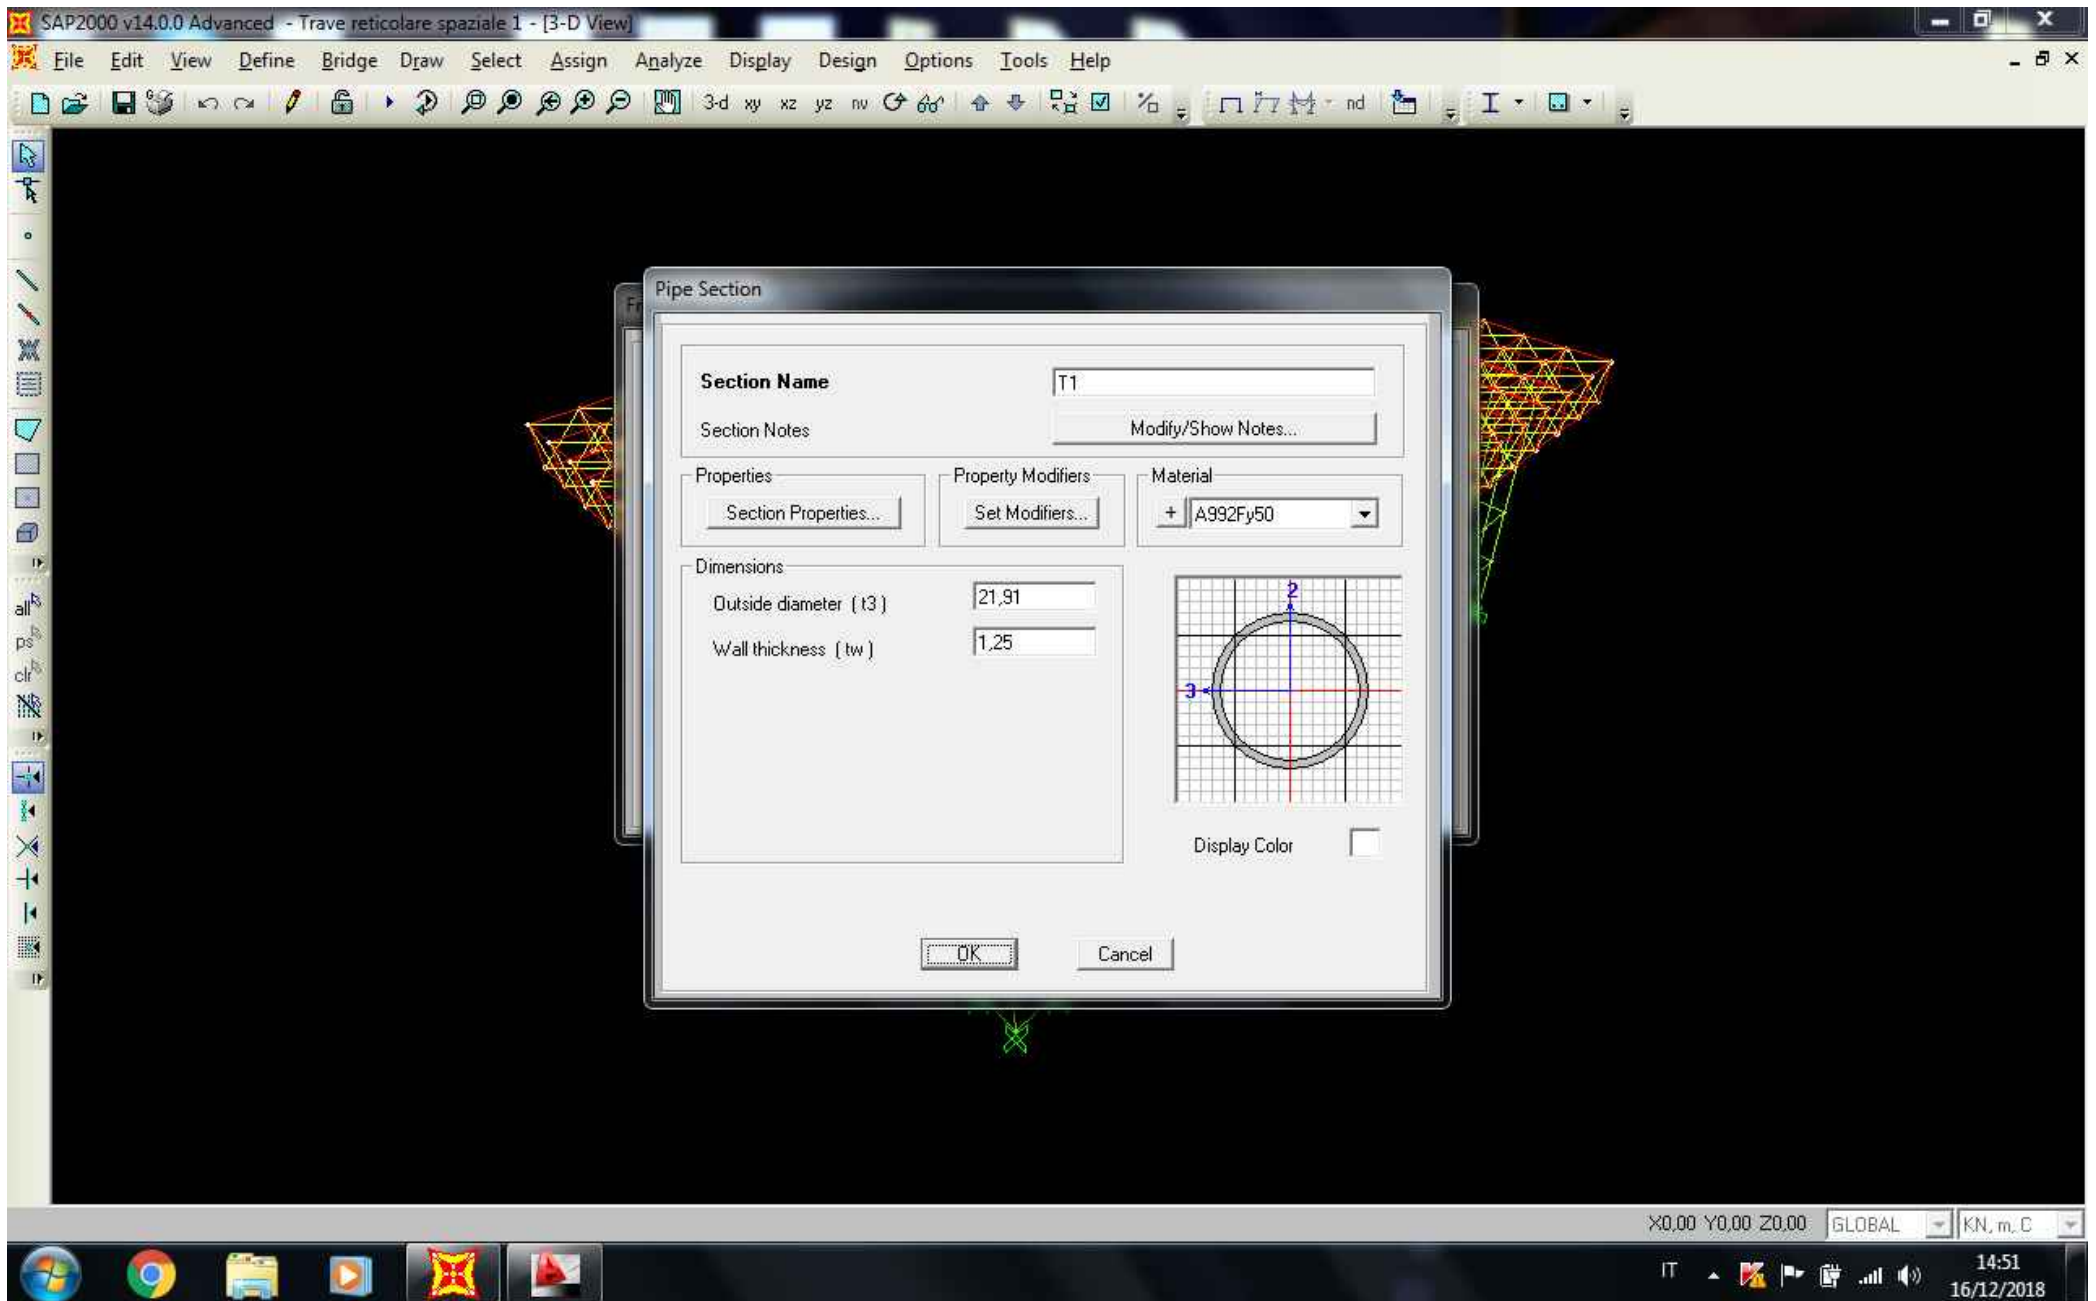 SAP2000 v14.0.0 Advanced - Trave reticolare spaziale 1 - [3-D View]
File Edit View Define Bridge Draw Select Assign Analyze Display Design Options Tools Help
3-d xy xz yz nv nd
all
ps
clr
Pipe Section
Section Name T1
Section Notes Modify/Show Notes...
Properties Property Modifiers Material
Section Properties... Set Modifiers... + A992Fy50
Dimensions
Outside diameter ( t3 ) 21,91
Wall thickness ( tw ) 1,25
2
3
Display Color
OK Cancel
X0,00 Y0,00 Z0,00 GLOBAL KN, m, C
IT 14:51
16/12/2018